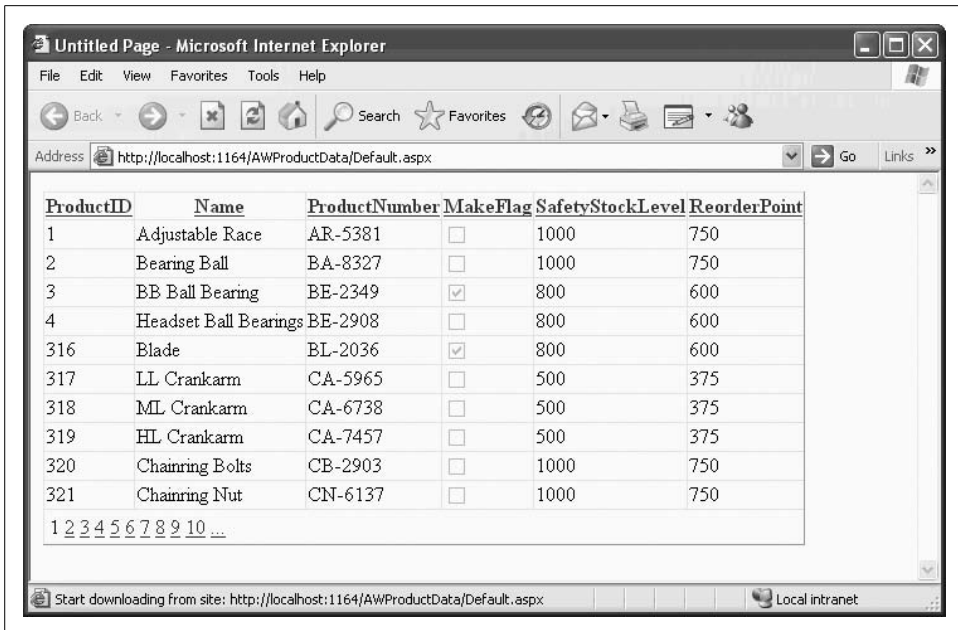 Untitled Page - Microsoft Internet Explorer
File Edit View Favorites Tools Help
Back Search Favorites
Address http://localhost:1164/AWProductData/Default.aspx Go Links »
ProductID Name ProductNumber MakeFlag SafetyStockLevel ReorderPoint
1 Adjustable Race AR-5381 1000 750
2 Bearing Ball BA-8327 1000 750
3 BB Ball Bearing BE-2349 800 600
4 Headset Ball Bearings BE-2908 800 600
316 Blade BL-2036 800 600
317 LL Crankarm CA-5965 500 375
318 ML Crankarm CA-6738 500 375
319 HL Crankarm CA-7457 500 375
320 Chainring Bolts CB-2903 1000 750
321 Chainring Nut CN-6137 1000 750
1 2 3 4 5 6 7 8 9 10 ...
Start downloading from site: http://localhost:1164/AWProductData/Default.aspx Local intranet